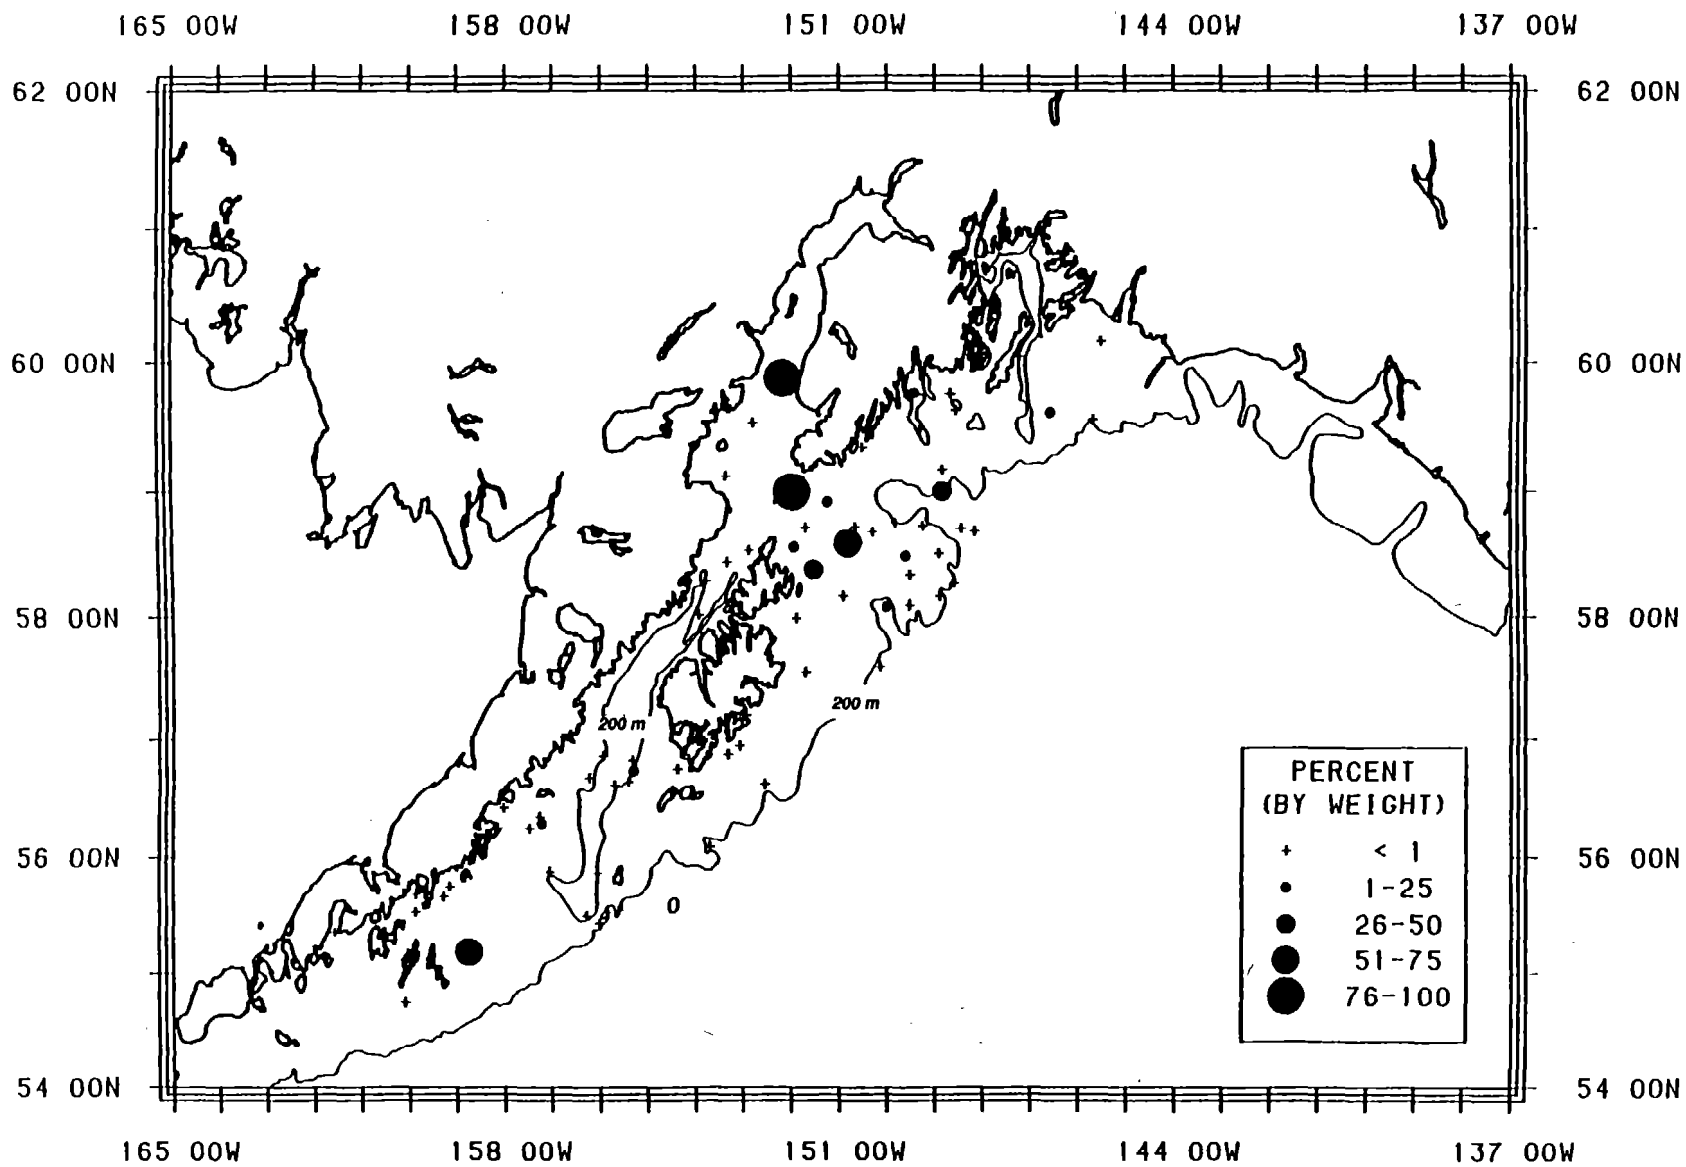 165 00W 158 00W 151 00W 144 00W 137 00W
62 00N 62 00N
60 00N 60 00N
58 00N 58 00N
200 m
200 m
PERCENT
(BY WEIGHT)
< 1
1-25
26-50
51-75
76-100
56 00N 56 00N
54 00N 54 00N
165 00W 158 00W 151 00W 144 00W 137 00W